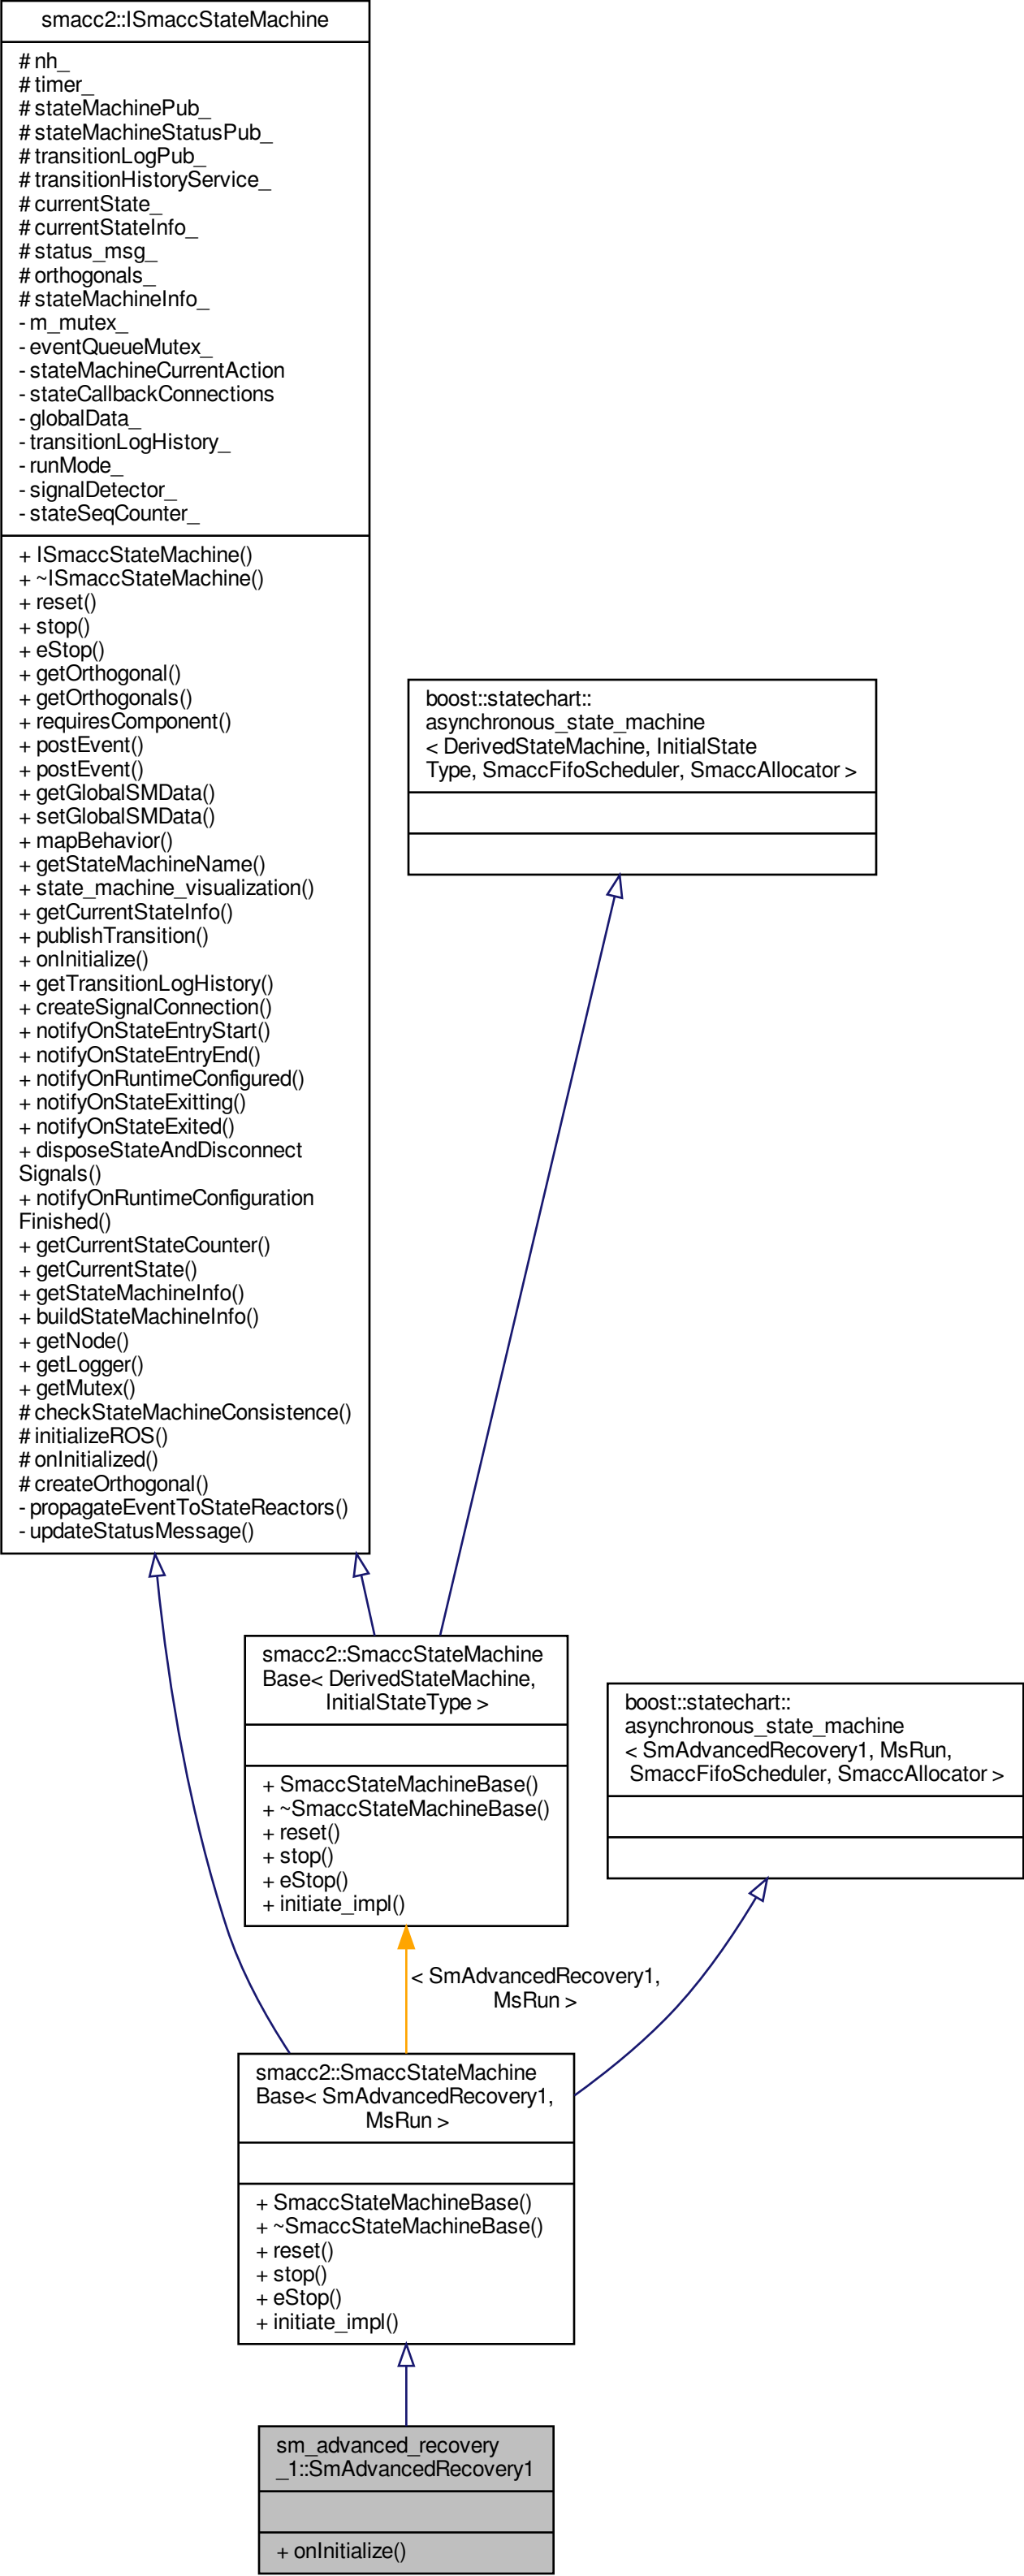 smacc2::ISmaccStateMachine
# nh_
# timer_
# stateMachinePub_
# stateMachineStatusPub_
# transitionLogPub_
# transitionHistoryService_
# currentState_
# currentStateInfo_
# status_msg_
# orthogonals_
# stateMachineInfo_
- m_mutex_
- eventQueueMutex_
- stateMachineCurrentAction
- stateCallbackConnections
- globalData_
- transitionLogHistory_
- runMode_
- signalDetector_
- stateSeqCounter_
+ ISmaccStateMachine()
+ ~ISmaccStateMachine()
+ reset()
+ stop()
+ eStop()
+ getOrthogonal()
+ getOrthogonals()
+ requiresComponent()
+ postEvent()
+ postEvent()
+ getGlobalSMData()
+ setGlobalSMData()
+ mapBehavior()
+ getStateMachineName()
+ state_machine_visualization()
+ getCurrentStateInfo()
+ publishTransition()
+ onInitialize()
+ getTransitionLogHistory()
+ createSignalConnection()
+ notifyOnStateEntryStart()
+ notifyOnStateEntryEnd()
+ notifyOnRuntimeConfigured()
+ notifyOnStateExitting()
+ notifyOnStateExited()
+ disposeStateAndDisconnect
Signals()
+ notifyOnRuntimeConfiguration
Finished()
+ getCurrentStateCounter()
+ getCurrentState()
+ getStateMachineInfo()
+ buildStateMachineInfo()
+ getNode()
+ getLogger()
+ getMutex()
# checkStateMachineConsistence()
# initializeROS()
# onInitialized()
# createOrthogonal()
- propagateEventToStateReactors()
- updateStatusMessage()
boost::statechart::
asynchronous_state_machine
< DerivedStateMachine, InitialState
Type, SmaccFifoScheduler, SmaccAllocator >
smacc2::SmaccStateMachine
Base< DerivedStateMachine,
InitialStateType >
+ SmaccStateMachineBase()
+ ~SmaccStateMachineBase()
+ reset()
+ stop()
+ eStop()
+ initiate_impl()
boost::statechart::
asynchronous_state_machine
< SmAdvancedRecovery1, MsRun,
SmaccFifoScheduler, SmaccAllocator >
< SmAdvancedRecovery1,
MsRun >
smacc2::SmaccStateMachine
Base< SmAdvancedRecovery1,
MsRun >
+ SmaccStateMachineBase()
+ ~SmaccStateMachineBase()
+ reset()
+ stop()
+ eStop()
+ initiate_impl()
sm_advanced_recovery
_1::SmAdvancedRecovery1
+ onInitialize()